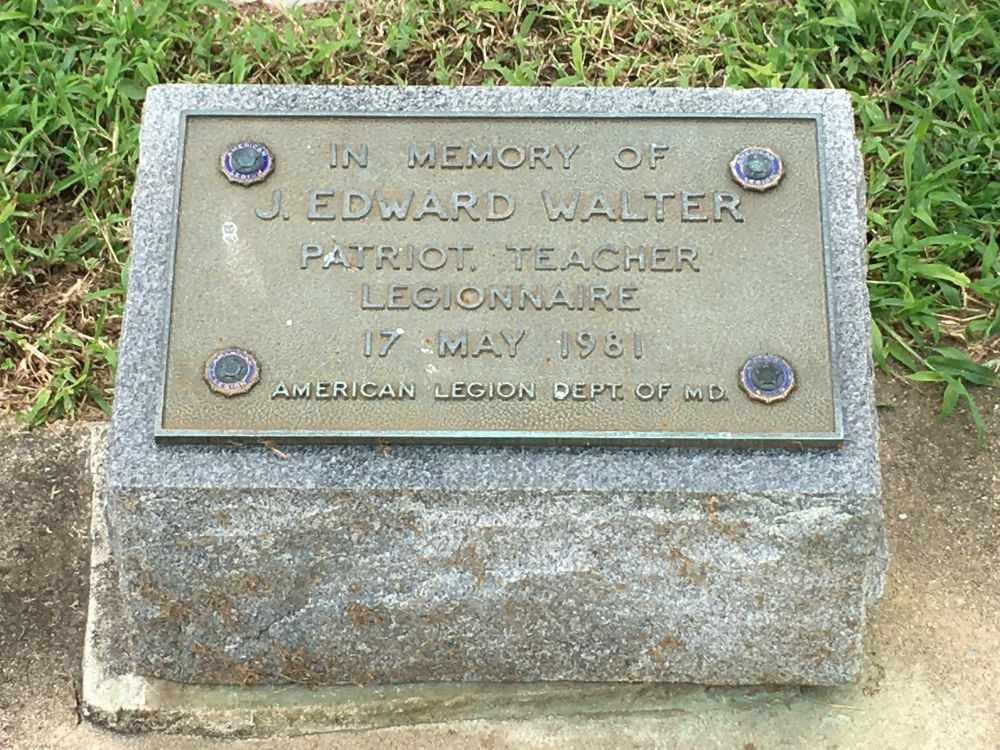 IN MEMORY OF
J. EDWARD WALTER
PATRIOT, TEACHER
LEGIONNAIRE
17 MAY 1981
AMERICAN LEGION DEPT. OF MD.